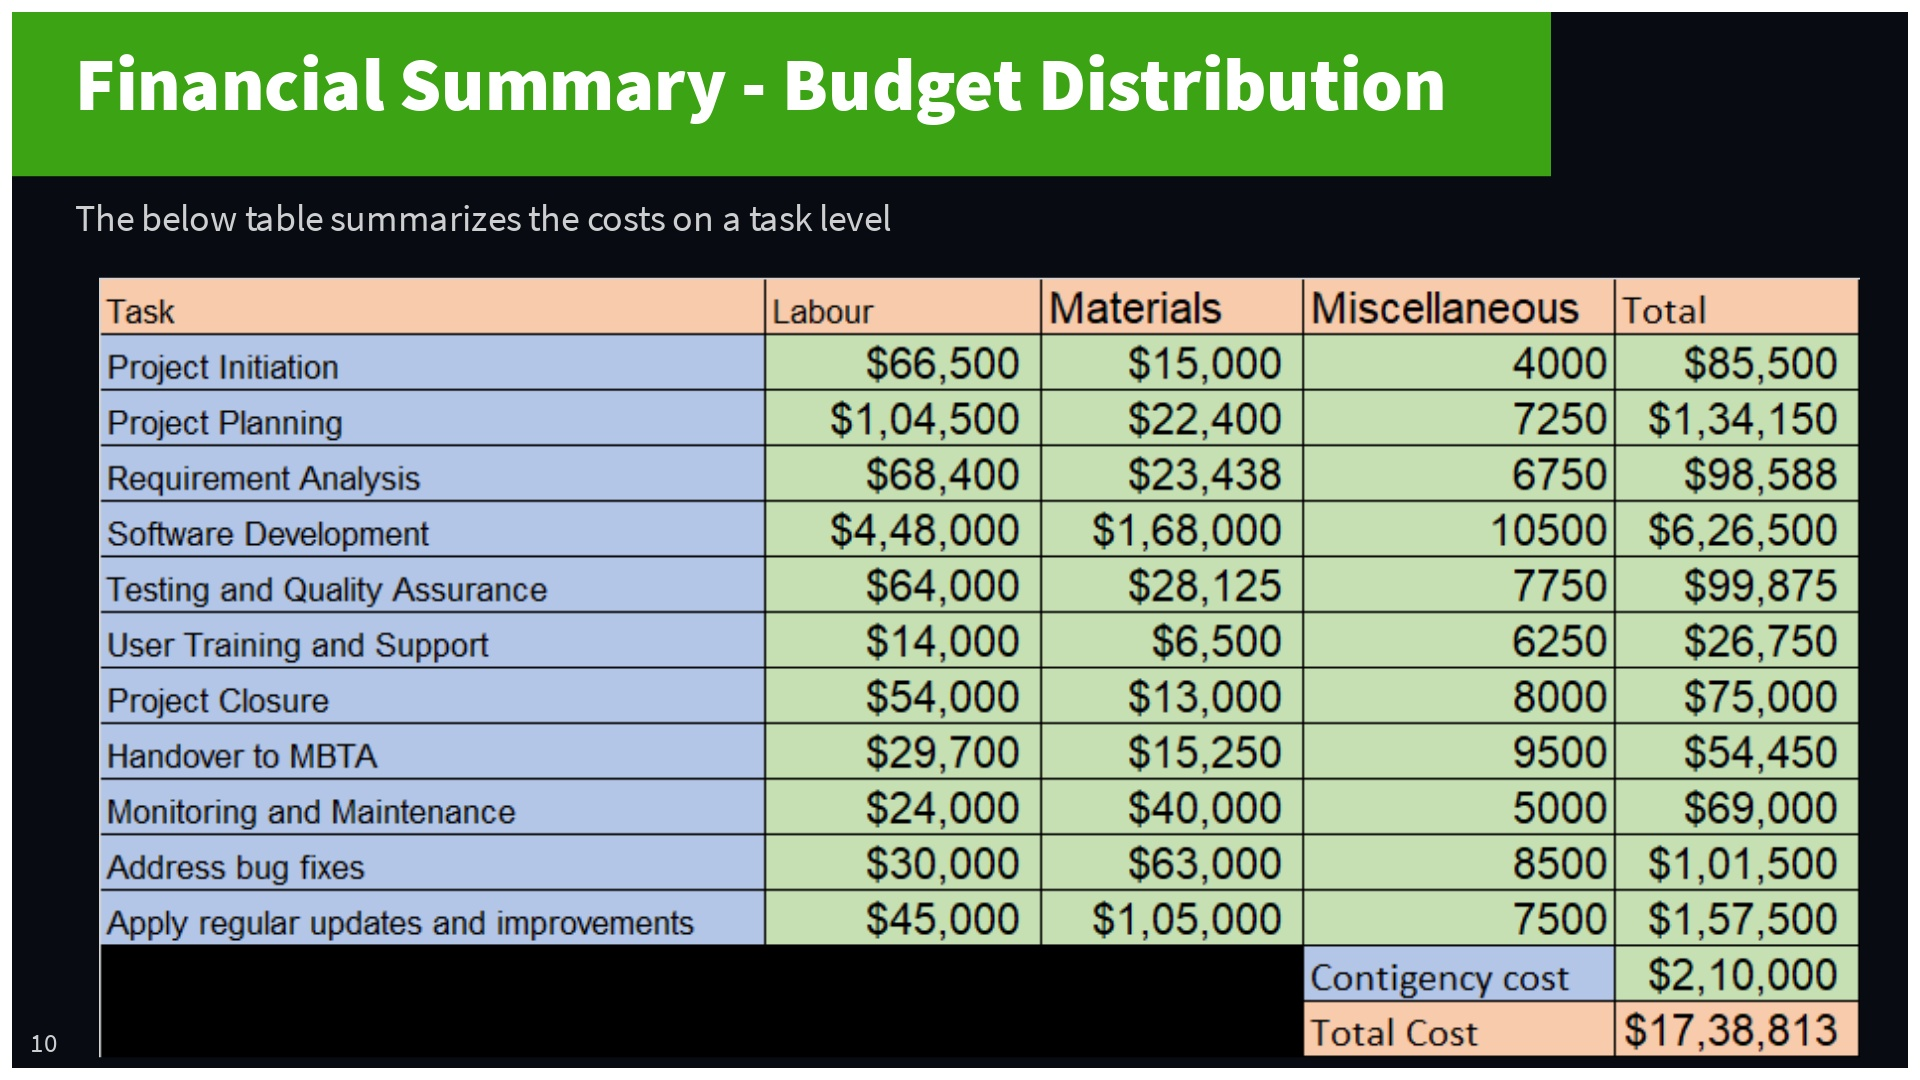 Financial Summary - Budget Distribution
The below table summarizes the costs on a task level
Task Labour Materials Miscellaneous Total
Project Initiation $66,500 $15,000 4000 $85,500
Project Planning $1,04,500 $22,400 7250 $1,34,150
Requirement Analysis $68,400 $23,438 6750 $98,588
Software Development $4,48,000 $1,68,000 10500 $6,26,500
Testing and Quality Assurance $64,000 $28,125 7750 $99,875
User Training and Support $14,000 $6,500 6250 $26,750
Project Closure $54,000 $13,000 8000 $75,000
Handover to MBTA $29,700 $15,250 9500 $54,450
Monitoring and Maintenance $24,000 $40,000 5000 $69,000
Address bug fixes $30,000 $63,000 8500 $1,01,500
Apply regular updates and improvements $45,000 $1,05,000 7500 $1,57,500
Contigency cost $2,10,000
Total Cost $17,38,813
10